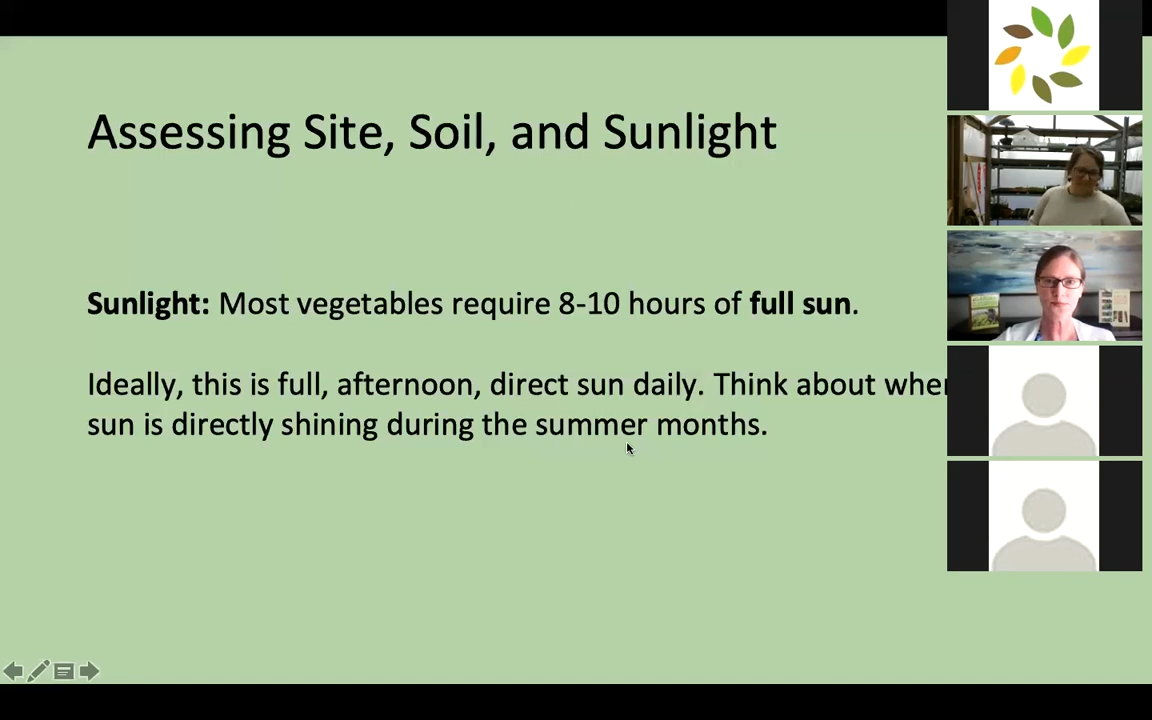 Assessing Site, Soil, and Sunlight
Sunlight: Most vegetables require 8-10 hours of full sun.
Ideally, this is full, afternoon, direct sun daily. Think about
sun is directly shining during the summer months.